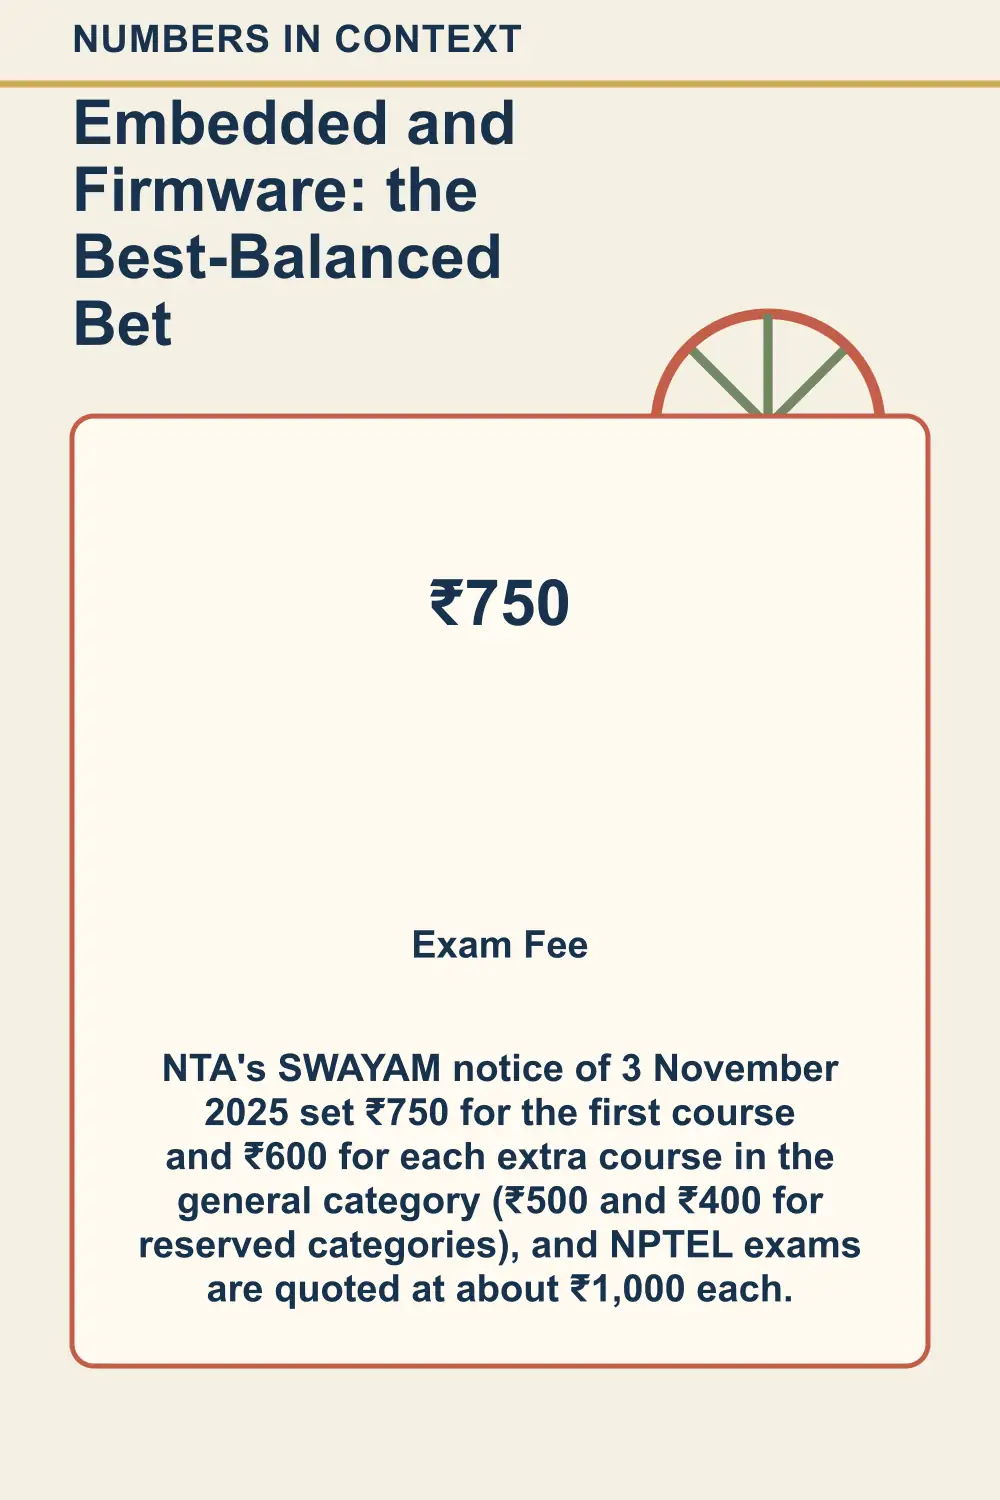 NUMBERS IN CONTEXT
Embedded and
Firmware: the
Best-Balanced
Bet
₹750
Exam Fee
NTA's SWAYAM notice of 3 November
2025 set ₹750 for the first course
and ₹600 for each extra course in the
general category (₹500 and ₹400 for
reserved categories), and NPTEL exams
are quoted at about ₹1,000 each.